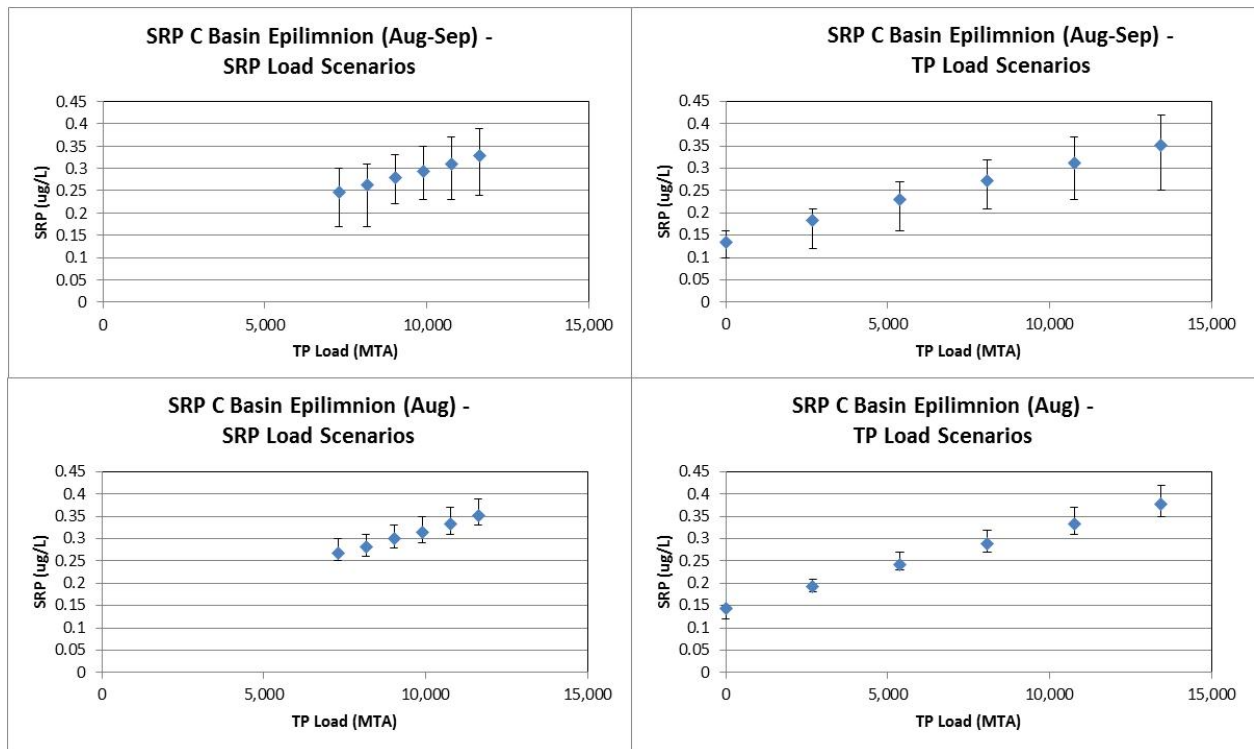 SRP C Basin Epilimnion (Aug-Sep) -
SRP Load Scenarios
0.45
0.4
0.35
0.3
0.25
0.2
0.15
0.1
0.05
0
SRP (ug/L)
0 5,000 10,000 15,000
TP Load (MTA)
SRP C Basin Epilimnion (Aug-Sep) -
TP Load Scenarios
0.45
0.4
0.35
0.3
0.25
0.2
0.15
0.1
0.05
0
SRP (ug/L)
0 5,000 10,000 15,000
TP Load (MTA)
SRP C Basin Epilimnion (Aug) -
SRP Load Scenarios
0.45
0.4
0.35
0.3
0.25
0.2
0.15
0.1
0.05
0
SRP (ug/L)
0 5,000 10,000 15,000
TP Load (MTA)
SRP C Basin Epilimnion (Aug) -
TP Load Scenarios
0.45
0.4
0.35
0.3
0.25
0.2
0.15
0.1
0.05
0
SRP (ug/L)
0 5,000 10,000 15,000
TP Load (MTA)